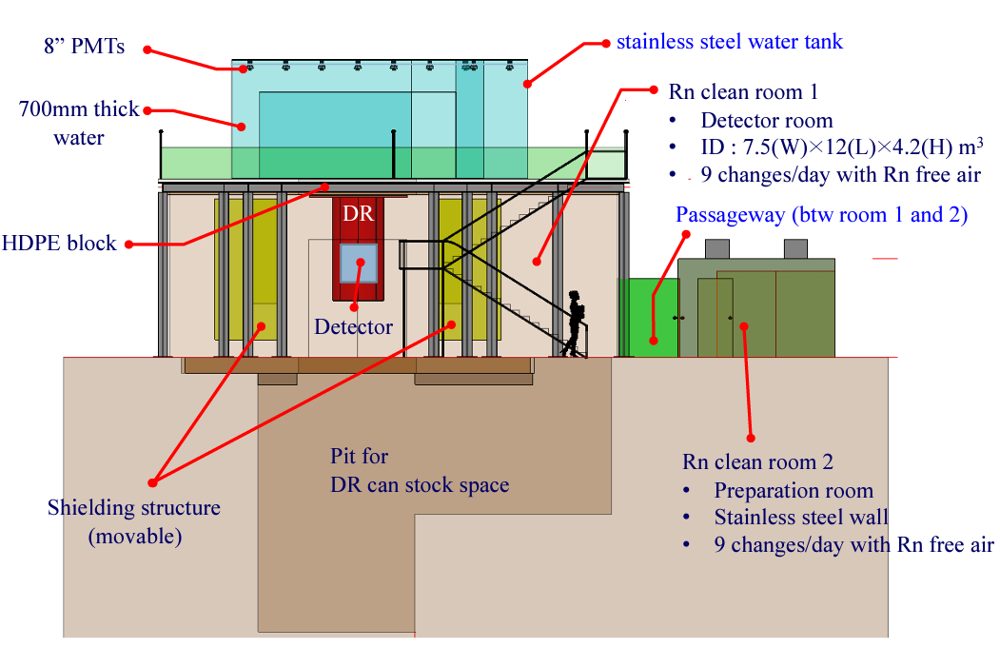 8” PMTs
stainless steel water tank
700mm thick
water
Rn clean room 1
• Detector room
• ID : 7.5(W)×12(L)×4.2(H) m³
• 9 changes/day with Rn free air
DR
Passageway (btw room 1 and 2)
HDPE block
Detector
Pit for
DR can stock space
Shielding structure
(movable)
Rn clean room 2
• Preparation room
• Stainless steel wall
• 9 changes/day with Rn free air